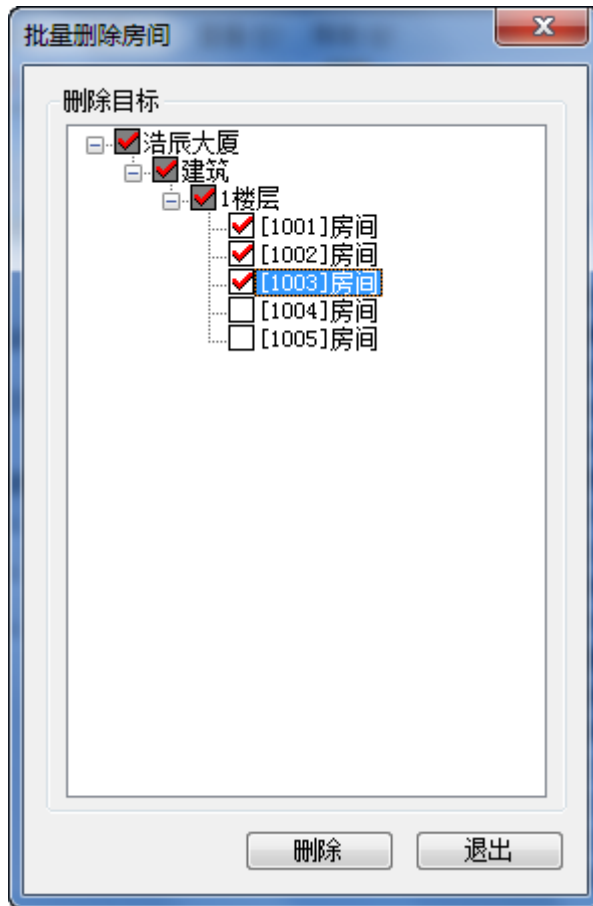 批量删除房间
删除目标
浩辰大厦
建筑
1楼层
[1001]房间
[1002]房间
[1003]房间
[1004]房间
[1005]房间
删除 退出